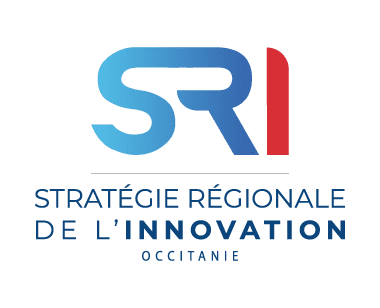 SRI
STRATÉGIE RÉGIONALE
DE L'INNOVATION
OCCITANIE